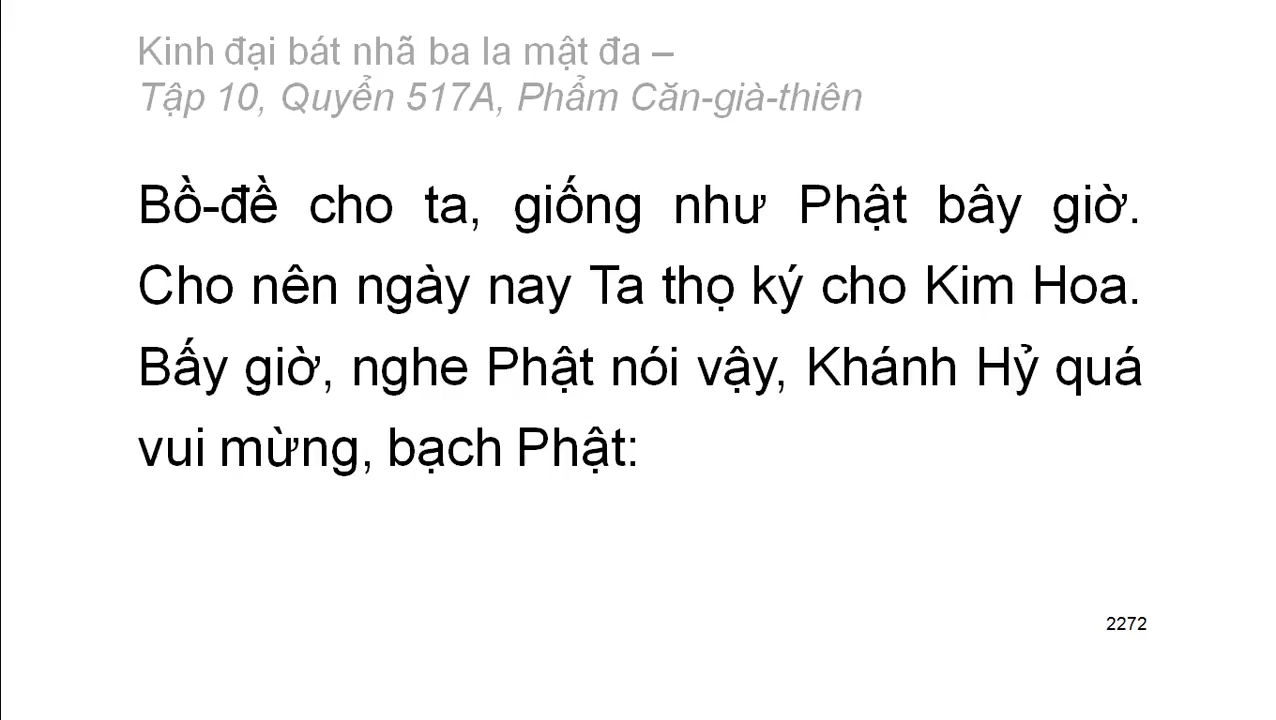 Kinh đại bát nhã ba la mật đa –
Tập 10, Quyển 517A, Phẩm Căn-già-thiên
Bồ-đề cho ta, giống như Phật bây giờ.
Cho nên ngày nay Ta thọ ký cho Kim Hoa.
Bấy giờ, nghe Phật nói vậy, Khánh Hỷ quá
vui mừng, bạch Phật:
2272